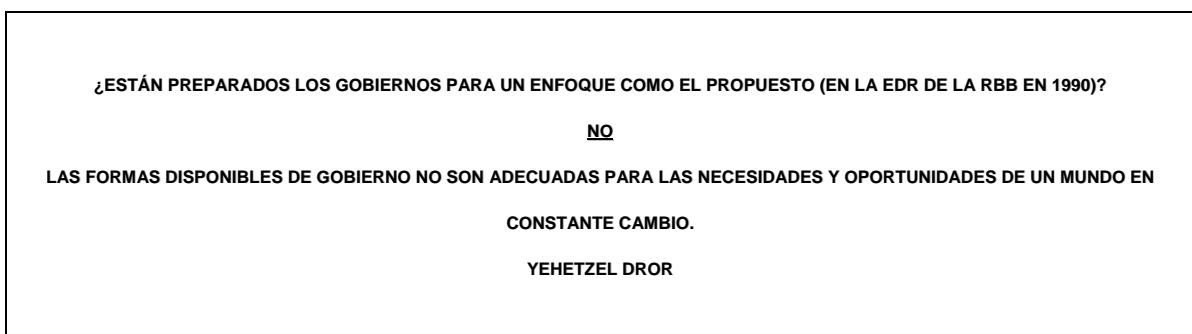 ¿ESTÁN PREPARADOS LOS GOBIERNOS PARA UN ENFOQUE COMO EL PROPUESTO (EN LA EDR DE LA RBB EN 1990)?
NO
LAS FORMAS DISPONIBLES DE GOBIERNO NO SON ADECUADAS PARA LAS NECESIDADES Y OPORTUNIDADES DE UN MUNDO EN
CONSTANTE CAMBIO.
YEHETZEL DROR